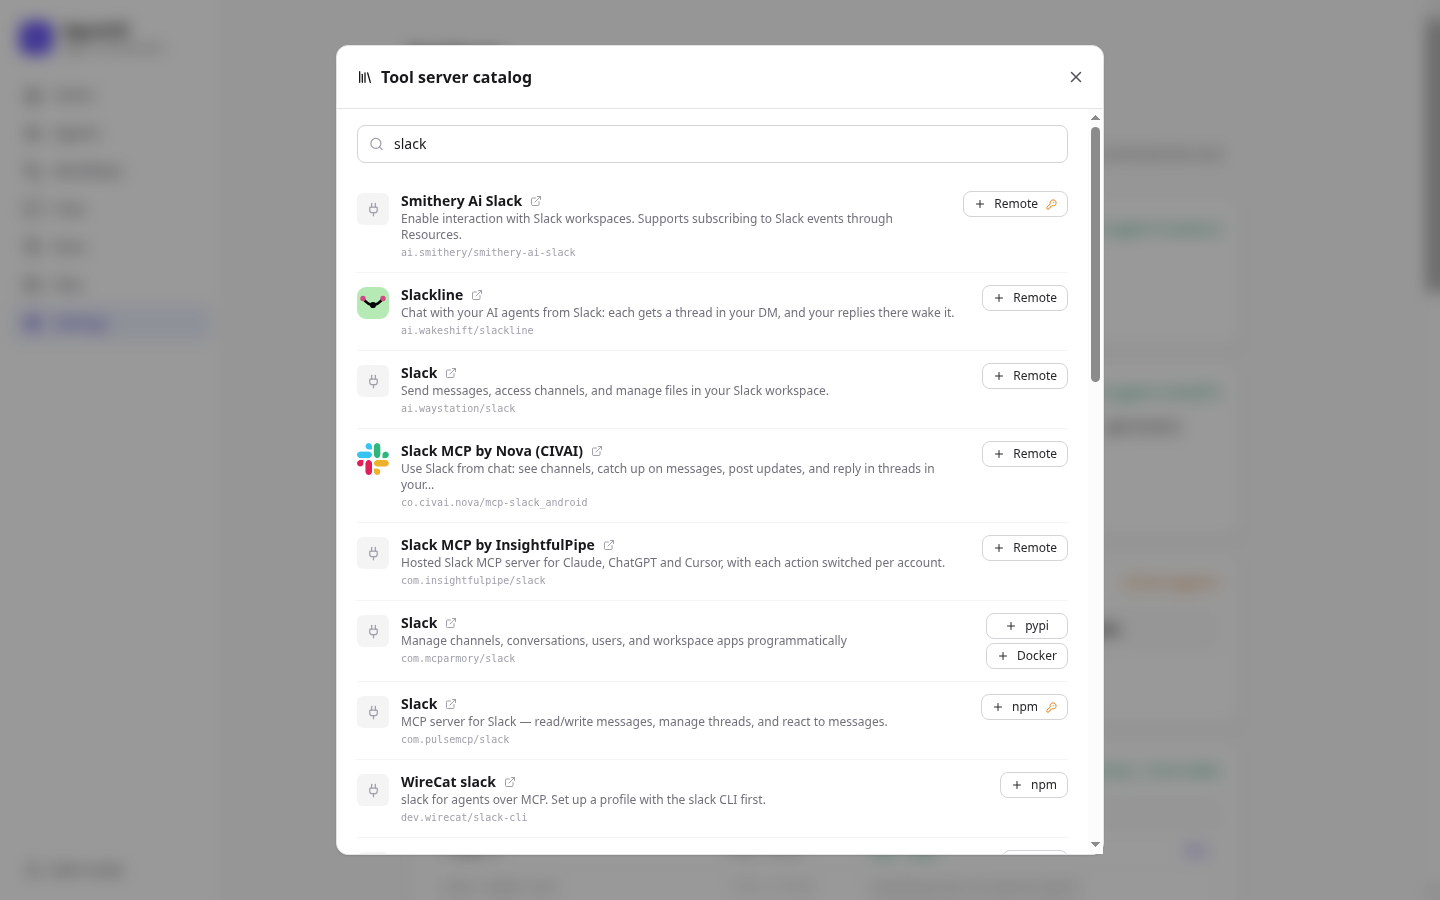 Tool server catalog
slack
Smithery Ai Slack
Remote
Enable interaction with Slack workspaces. Supports subscribing to Slack events through
Resources.
ai.smithery/smithery-ai-slack
Slackline
Remote
Chat with your AI agents from Slack: each gets a thread in your DM, and your replies there wake it.
ai.wakeshift/slackline
Slack
Remote
Send messages, access channels, and manage files in your Slack workspace.
ai.waystation/slack
Slack MCP by Nova (CIVAI)
Remote
Use Slack from chat: see channels, catch up on messages, post updates, and reply in threads in
your...
co.civai.nova/mcp-slack_android
Slack MCP by InsightfulPipe
Remote
Hosted Slack MCP server for Claude, ChatGPT and Cursor, with each action switched per account.
com.insightfulpipe/slack
Slack
pypi
Manage channels, conversations, users, and workspace apps programmatically
Docker
com.mcparmory/slack
Slack
npm
MCP server for Slack — read/write messages, manage threads, and react to messages.
com.pulsemcp/slack
WireCat slack
npm
slack for agents over MCP. Set up a profile with the slack CLI first.
dev.wirecat/slack-cli